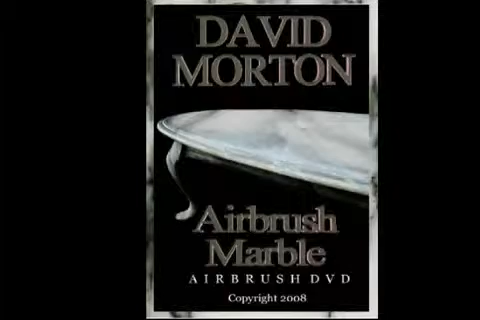 DAVID
MORTON
Airbrush
Marble
AIRBRUSH DVD
Copyright 2008